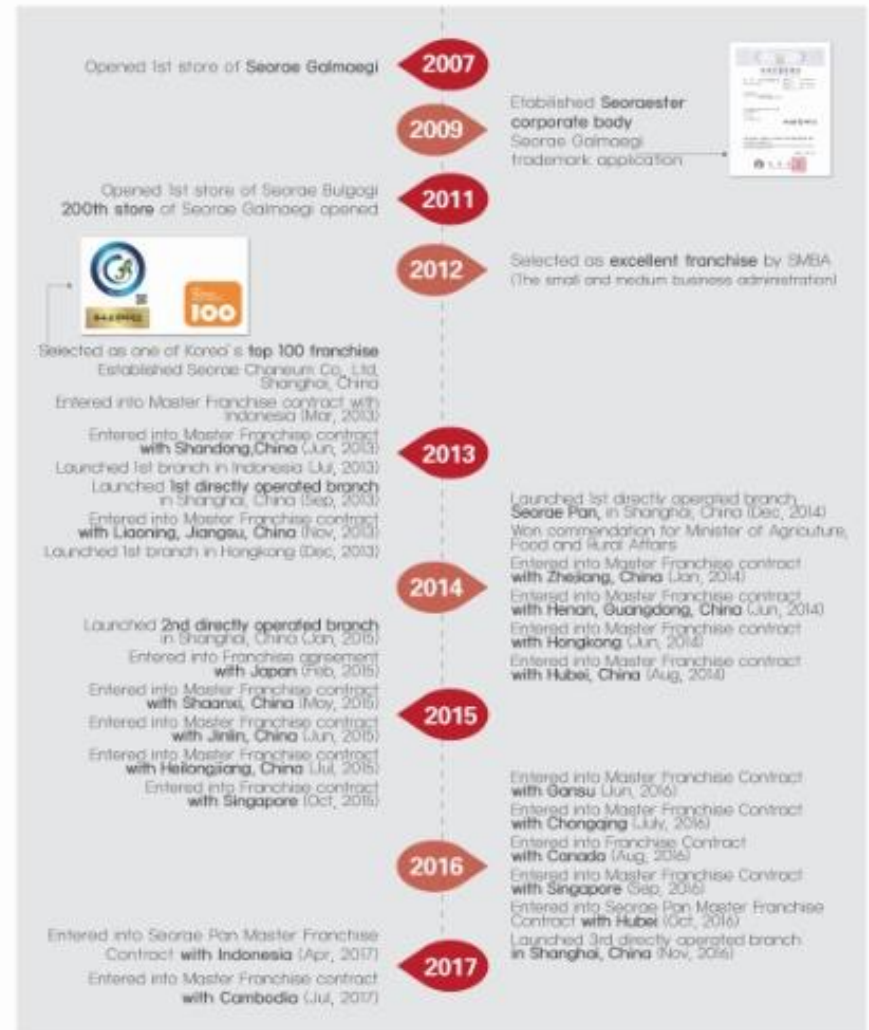 Opened 1st store of Seorae Galmaegi
2007
2009
Etabilished Seoraester
corporate body
Seorae Galmaegi
trademark application
Opened 1st store of Seorae Bulgogi
200th store of Seorae Galmaegi opened
2011
2012
Selected as excellent franchise by SMBA
(The small and medium business administration)
100
Selected as one of Korea's top 100 franchise
Established Seorae Choneum Co., Ltd,
Shanghai, China
Entered into Master Franchise contract with
Indonesia (Mar, 2013)
Entered into Master Franchise contract
with Shandong,China (Jun, 2013)
Launched 1st branch in Indonesia (Jul, 2013)
Launched 1st directly operated branch
in Shanghai, China (Sep, 2013)
Entered into Master Franchise contract
with Liaoning, Jiangsu, China (Nov, 2013)
Launched 1st branch in Hongkong (Dec, 2013)
2013
2014
Launched 1st directly operated branch
Seorae Pan, in Shanghai, China (Dec, 2014)
Won commendation for Minister of Agricuture,
Food and Rural Affairs
Entered into Master Franchise contract
with Zhejiang, China (Jan, 2014)
Entered into Master Franchise contract
with Henan, Guangdong, China (Jun, 2014)
Entered into Master Franchise contract
with Hongkong (Jun, 2014)
Entered into Master Franchise contract
with Hubei, China (Aug, 2014)
Launched 2nd directly operated branch
in Shanghai, China (Jan, 2015)
Entered into Franchise agreement
with Japan (Feb, 2015)
Entered into Master Franchise contract
with Shaanxi, China (May, 2015)
Entered into Master Franchise contract
with Jinlin, China (Jun, 2015)
Entered into Master Franchise contract
with Heilongjiang, China (Jul, 2015)
Entered into Franchise contract
with Singapore (Oct, 2015)
2015
2016
Entered into Master Franchise Contract
with Gansu (Jun, 2016)
Entered into Master Franchise Contract
with Chongqing (July, 2016)
Entered into Franchise Contract
with Canada (Aug, 2016)
Entered into Master Franchise Contract
with Singapore (Sep, 2016)
Entered into Seorae Pan Master Franchise
Contract with Hubei (Oct, 2016)
Launched 3rd directly operated branch
in Shanghai, China (Nov, 2016)
Entered into Seorae Pan Master Franchise
Contract with Indonesia (Apr, 2017)
Entered into Master Franchise contract
with Cambodia (Jul, 2017)
2017